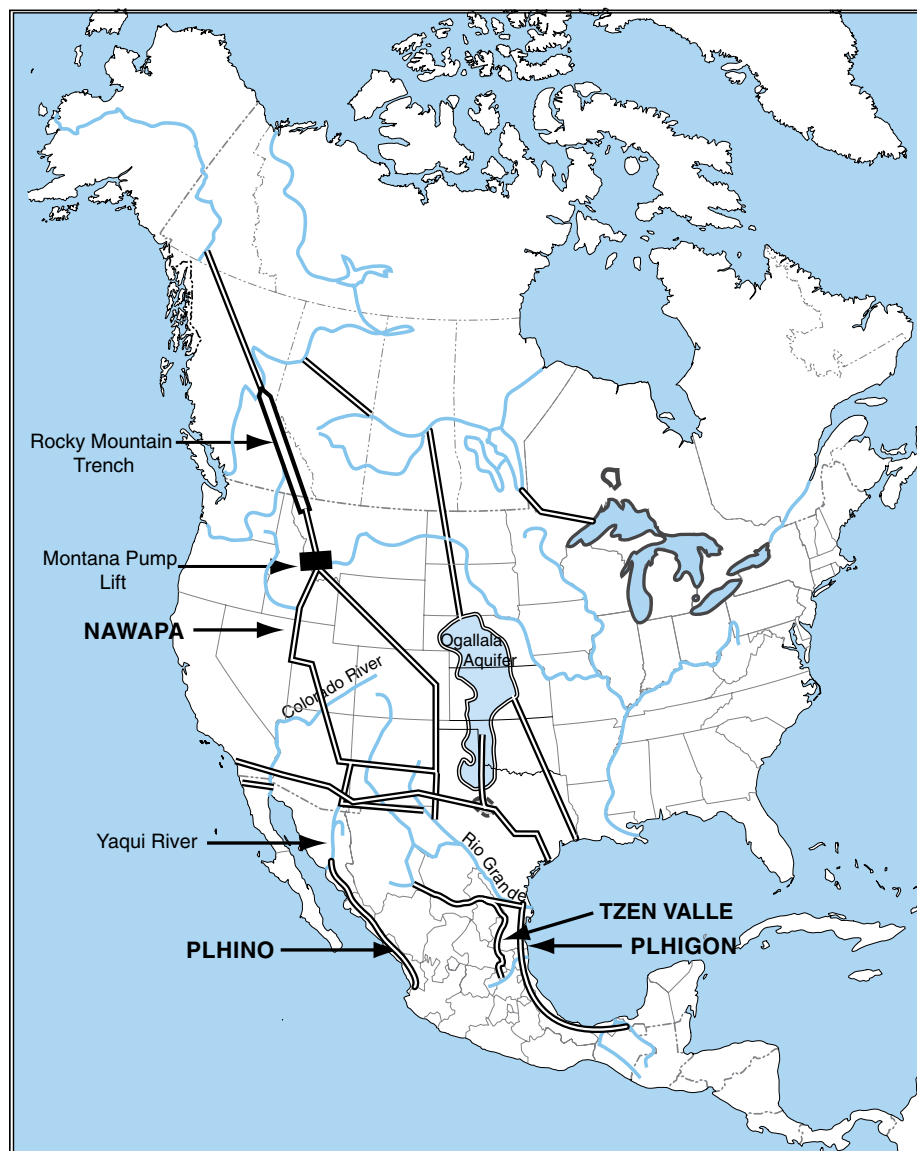 Rocky Mountain
Trench
Montana Pump
Lift
NAWAPA
Ogallala
Aquifer
Colorado River
Yaqui River
Rio Grande
TZEN VALLE
PLHINO
PLHIGON